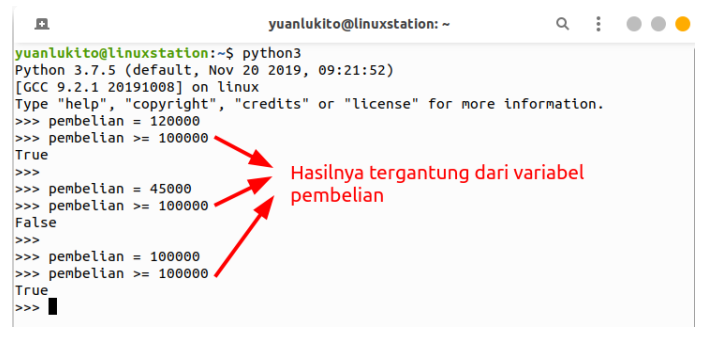 yuanlukito@linuxstation: ~
yuanlukito@linuxstation:~$ python3
Python 3.7.5 (default, Nov 20 2019, 09:21:52)
[GCC 9.2.1 20191008] on linux
Type "help", "copyright", "credits" or "license" for more information.
>>> pembelian = 120000
>>> pembelian >= 100000
True
>>>
>>> pembelian = 45000
>>> pembelian >= 100000
False
>>>
>>> pembelian = 100000
>>> pembelian >= 100000
True
>>>
Hasilnya tergantung dari variabel
pembelian